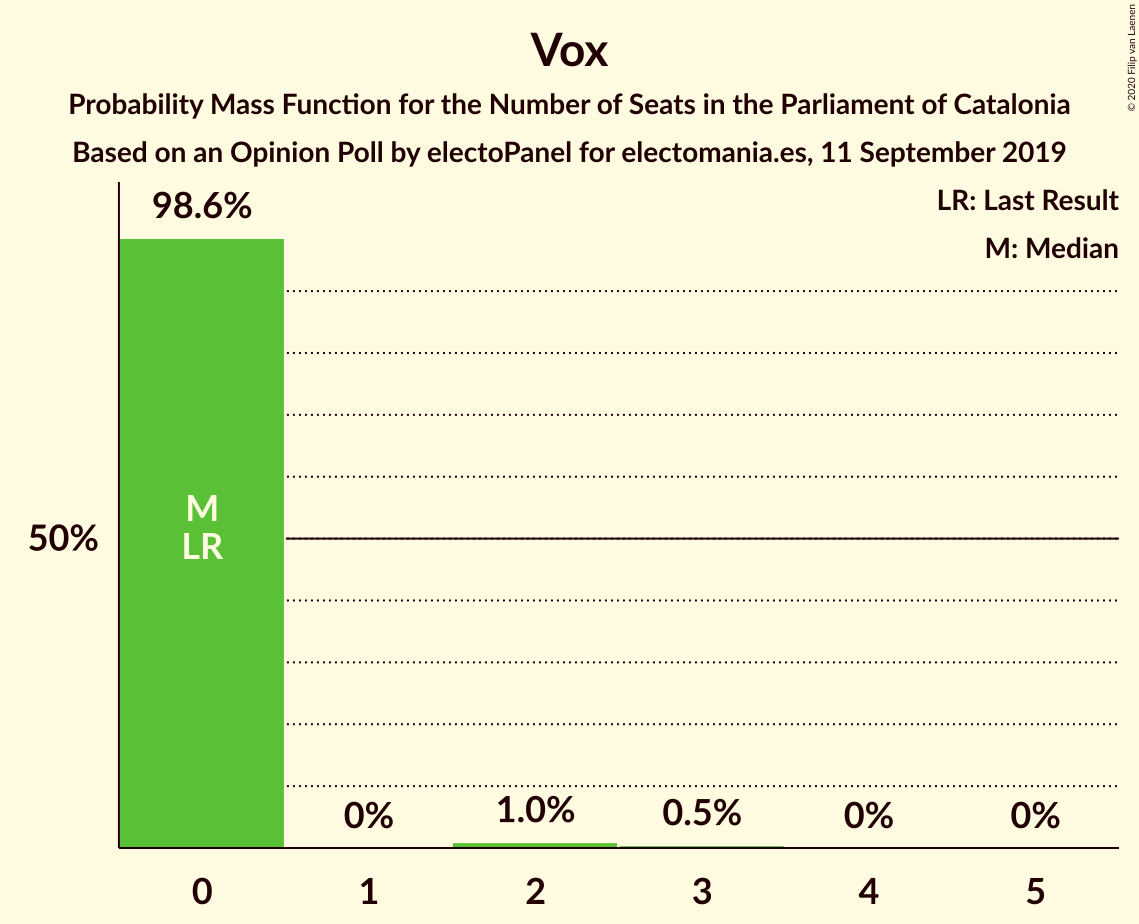 Vox
Probability Mass Function for the Number of Seats in the Parliament of Catalonia
Based on an Opinion Poll by electoPanel for electomania.es, 11 September 2019
LR: Last Result
M: Median
98.6%
M
LR
50%
0%
1.0%
0.5%
0%
0%
0 1 2 3 4 5
© 2020 Filip van Laenen